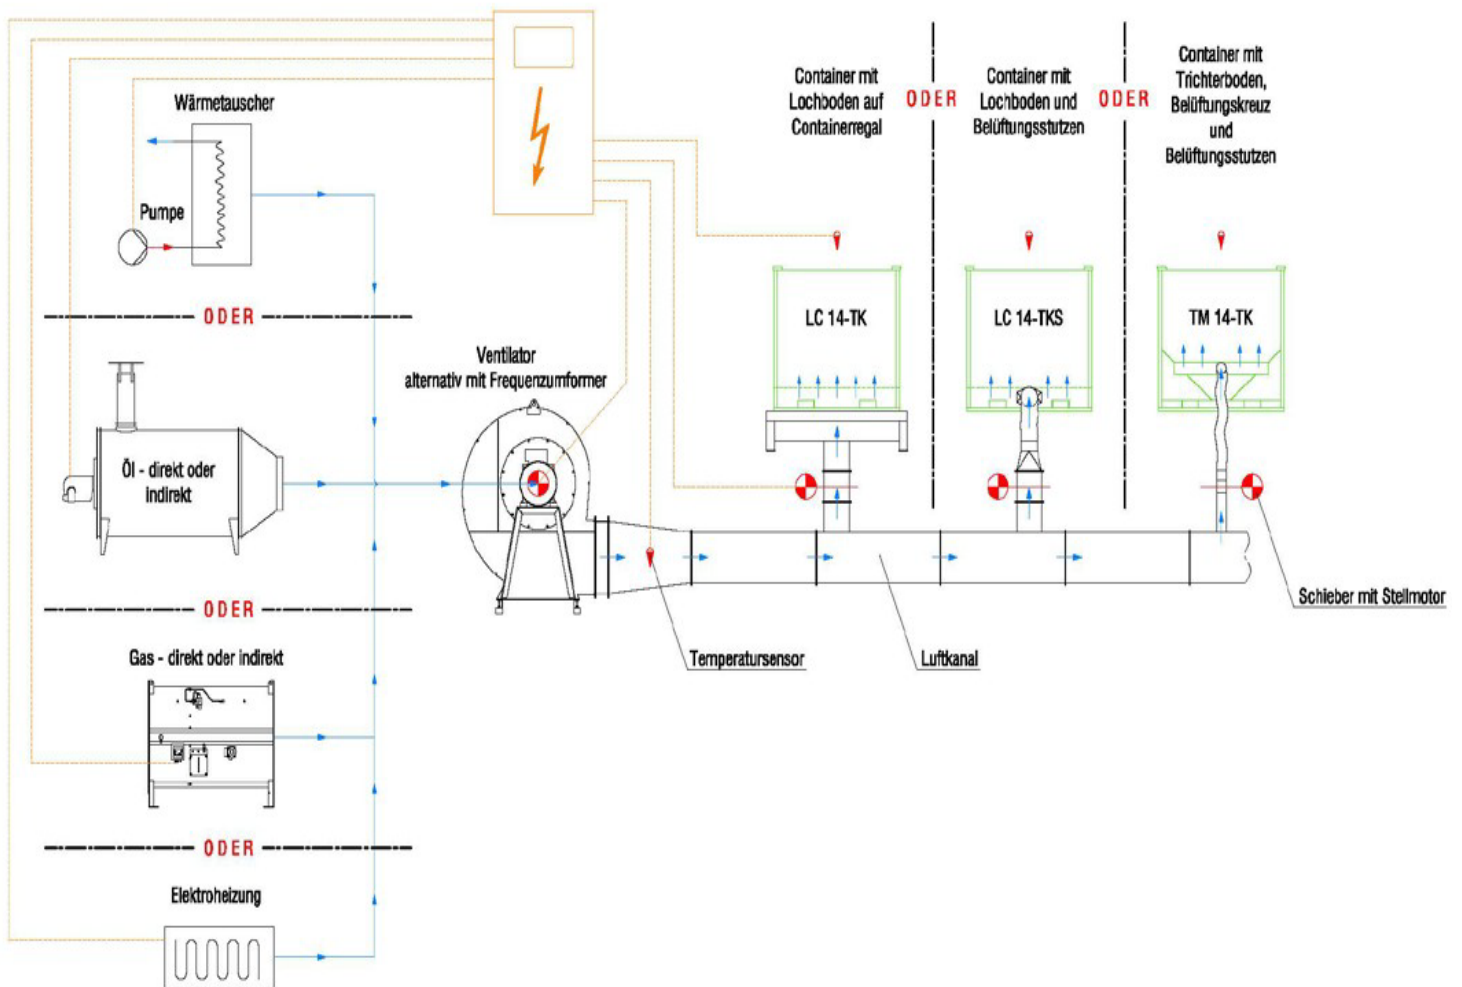 Wärmetauscher
Pumpe
ODER
Öl - direkt oder
indirekt
ODER
Gas - direkt oder indirekt
ODER
Elektroheizung
Ventilator
alternativ mit Frequenzumformer
Container mit
Lochboden auf
Containerregal
ODER
Container mit
Lochboden und
Belüftungsstutzen
ODER
Container mit
Trichterboden,
Belüftungskreuz
und
Belüftungsstutzen
LC 14-TK
LC 14-TKS
TM 14-TK
Schieber mit Stellmotor
Temperatursensor
Luftkanal